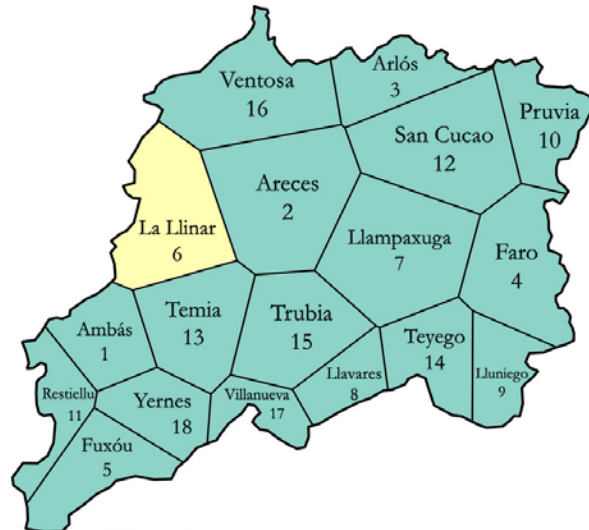 Arlós
3
Ventosa
16
Pruvia
10
San Cucao
12
Areces
2
La Llinar
6
Llampaxuga
7
Faro
4
Temia
13
Trubia
15
Ambás
1
Teyego
14
Lluniego
9
Llavares
8
Restiellu
11
Yernes
18
Villanueva
17
Fuxóu
5